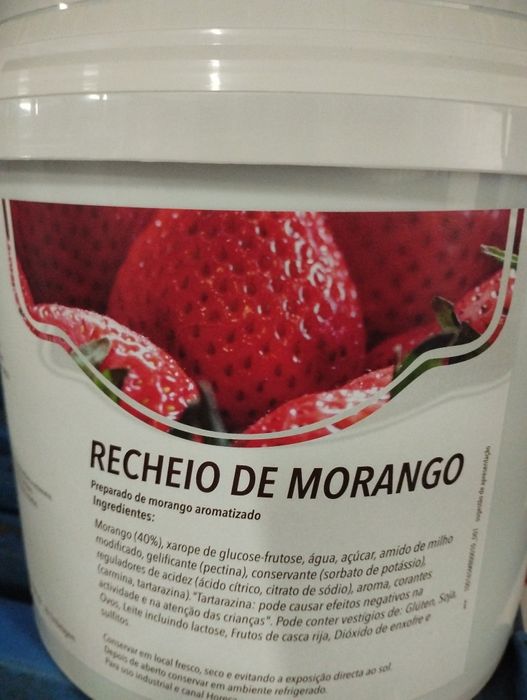 RECHEIO DE MORANGO
Preparado de morango aromatizado
Ingredientes:
Morango (40%), xarope de glucose-frutose, água, açúcar, amido de milho
modificado, gelificante (pectina), conservante (sorbato de potássio),
reguladores de acidez (ácido cítrico, citrato de sódio), aroma, corantes
(carmina, tartarazina). "Tartarazina: pode causar efeitos negativos na
actividade e na atenção das crianças". Pode conter vestígios de: Glúten, Soja,
Ovos, Leite incluindo lactose, Frutos de casca rija, Dióxido de enxofre e
sulfitos.
Conservar em local fresco, seco e evitando a exposição directa ao sol.
Depois de aberto conservar em ambiente refrigerado.
Para uso industrial e canal Horeca
sugestão de apresentação